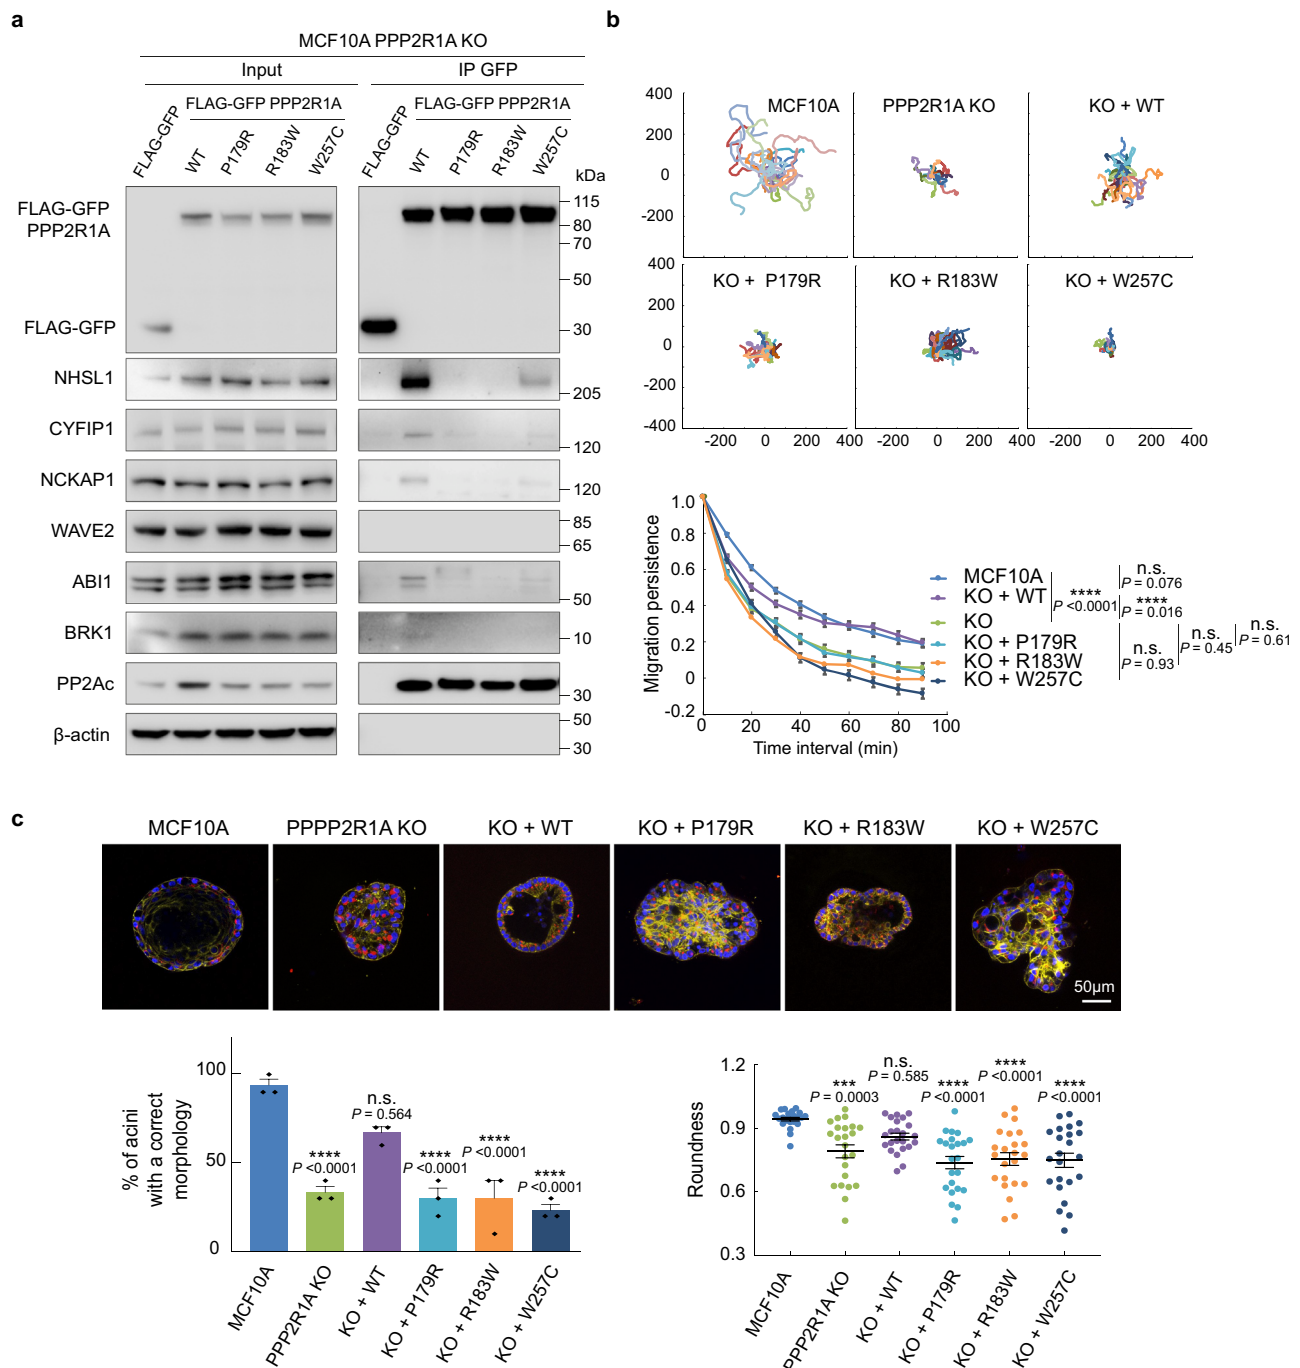 a
MCF10A PPP2R1A KO
Input
IP GFP
FLAG-GFP PPP2R1A
FLAG-GFP PPP2R1A
FLAG-GFP
WT
P179R
R183W
W257C
FLAG-GFP
WT
P179R
R183W
W257C
kDa
FLAG-GFP
PPP2R1A
115
80
70
50
FLAG-GFP
30
NHSL1
205
CYFIP1
120
NCKAP1
120
WAVE2
85
65
ABI1
50
BRK1
10
PP2Ac
30
β-actin
50
30
b
400
200
0
-200
MCF10A
PPP2R1A KO
KO + WT
400
200
0
-200
-400
KO + P179R
KO + R183W
KO + W257C
-200 0 200 400
-200 0 200 400
-200 0 200 400
Migration persistence
1.0
0.8
0.6
0.4
0.2
0
-0.2
0 20 40 60 80 100
Time interval (min)
MCF10A
KO + WT
KO
KO + P179R
KO + R183W
KO + W257C
****
P <0.0001
n.s.
P = 0.076
****
P = 0.016
n.s.
P = 0.93
n.s.
P = 0.45
n.s.
P = 0.61
c
MCF10A
PPPP2R1A KO
KO + WT
KO + P179R
KO + R183W
KO + W257C
50µm
% of acini
with a correct
morphology
100
50
0
****
P <0.0001
n.s.
P = 0.564
****
P <0.0001
****
P <0.0001
****
P <0.0001
MCF10A
PPP2R1A KO
KO + WT
KO + P179R
KO + R183W
KO + W257C
Roundness
1.2
0.9
0.6
0.3
***
P = 0.0003
n.s.
P = 0.585
****
P <0.0001
****
P <0.0001
****
P <0.0001
MCF10A
PPP2R1A KO
KO + WT
KO + P179R
KO + R183W
KO + W257C